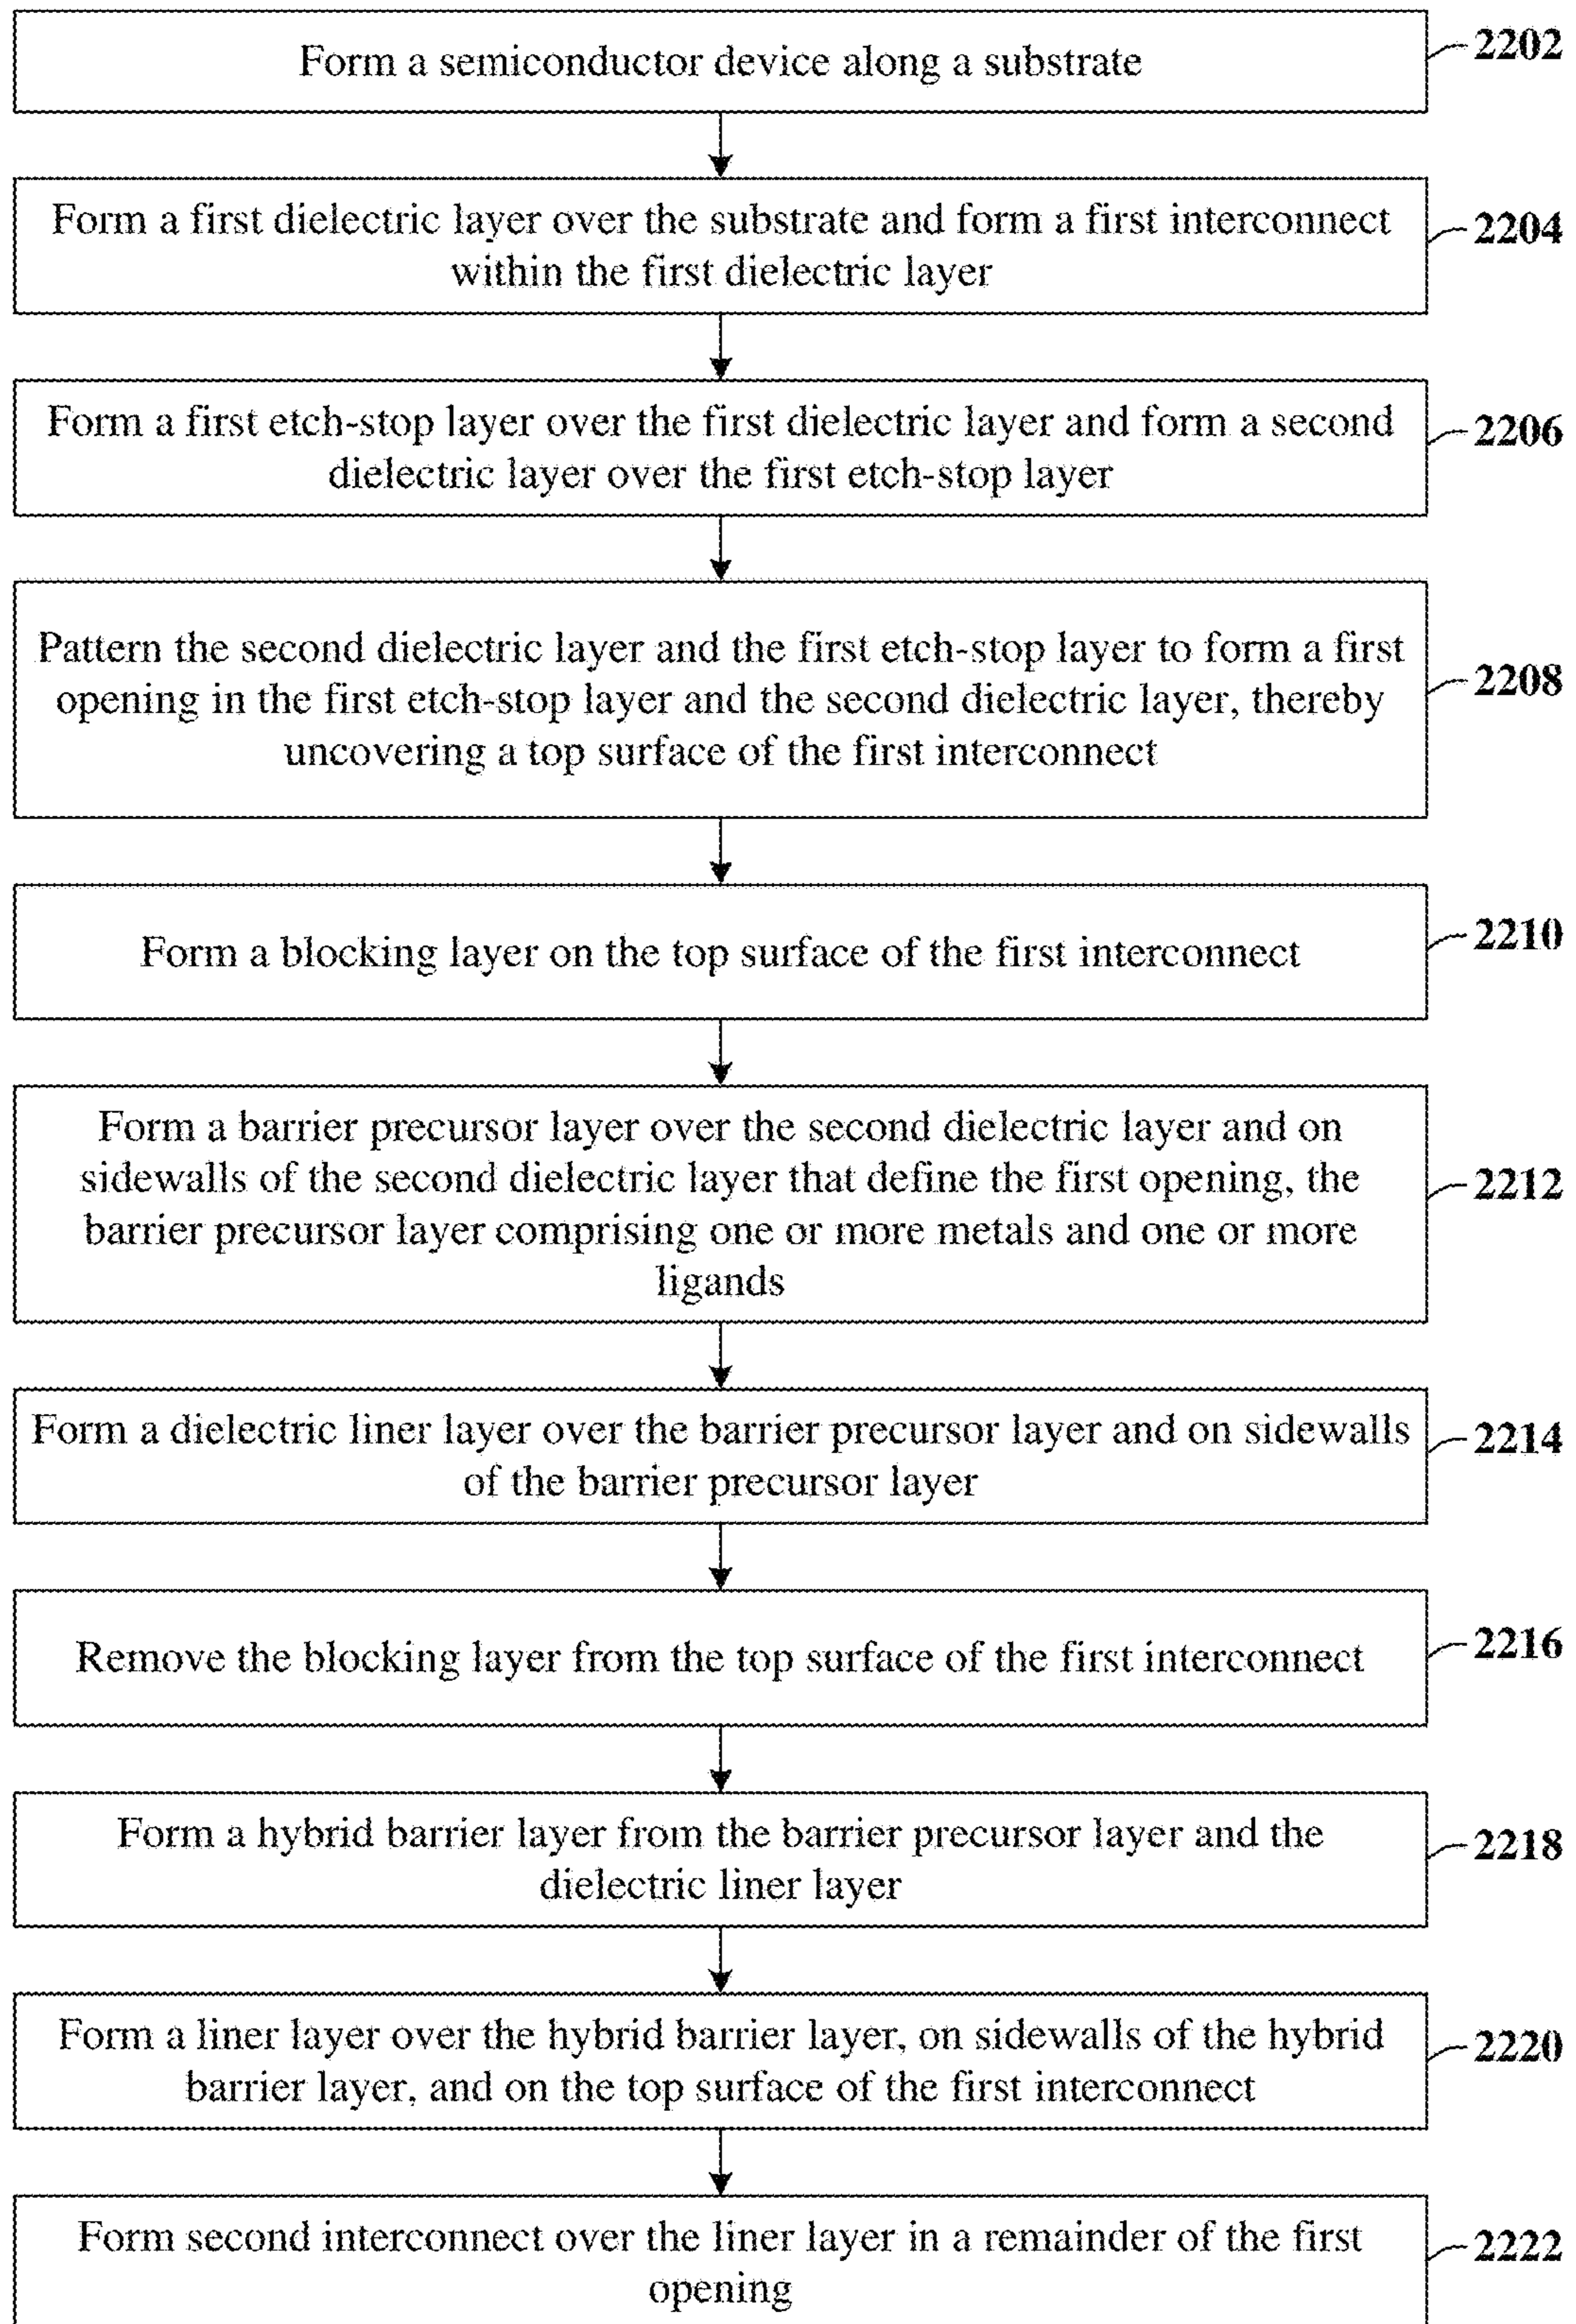 Form a semiconductor device along a substrate
2202
Form a first dielectric layer over the substrate and form a first interconnect
within the first dielectric layer
2204
Form a first etch-stop layer over the first dielectric layer and form a second
dielectric layer over the first etch-stop layer
2206
Pattern the second dielectric layer and the first etch-stop layer to form a first
opening in the first etch-stop layer and the second dielectric layer, thereby
uncovering a top surface of the first interconnect
2208
Form a blocking layer on the top surface of the first interconnect
2210
Form a barrier precursor layer over the second dielectric layer and on
sidewalls of the second dielectric layer that define the first opening, the
barrier precursor layer comprising one or more metals and one or more
ligands
2212
Form a dielectric liner layer over the barrier precursor layer and on sidewalls
of the barrier precursor layer
2214
Remove the blocking layer from the top surface of the first interconnect
2216
Form a hybrid barrier layer from the barrier precursor layer and the
dielectric liner layer
2218
Form a liner layer over the hybrid barrier layer, on sidewalls of the hybrid
barrier layer, and on the top surface of the first interconnect
2220
Form second interconnect over the liner layer in a remainder of the first
opening
2222